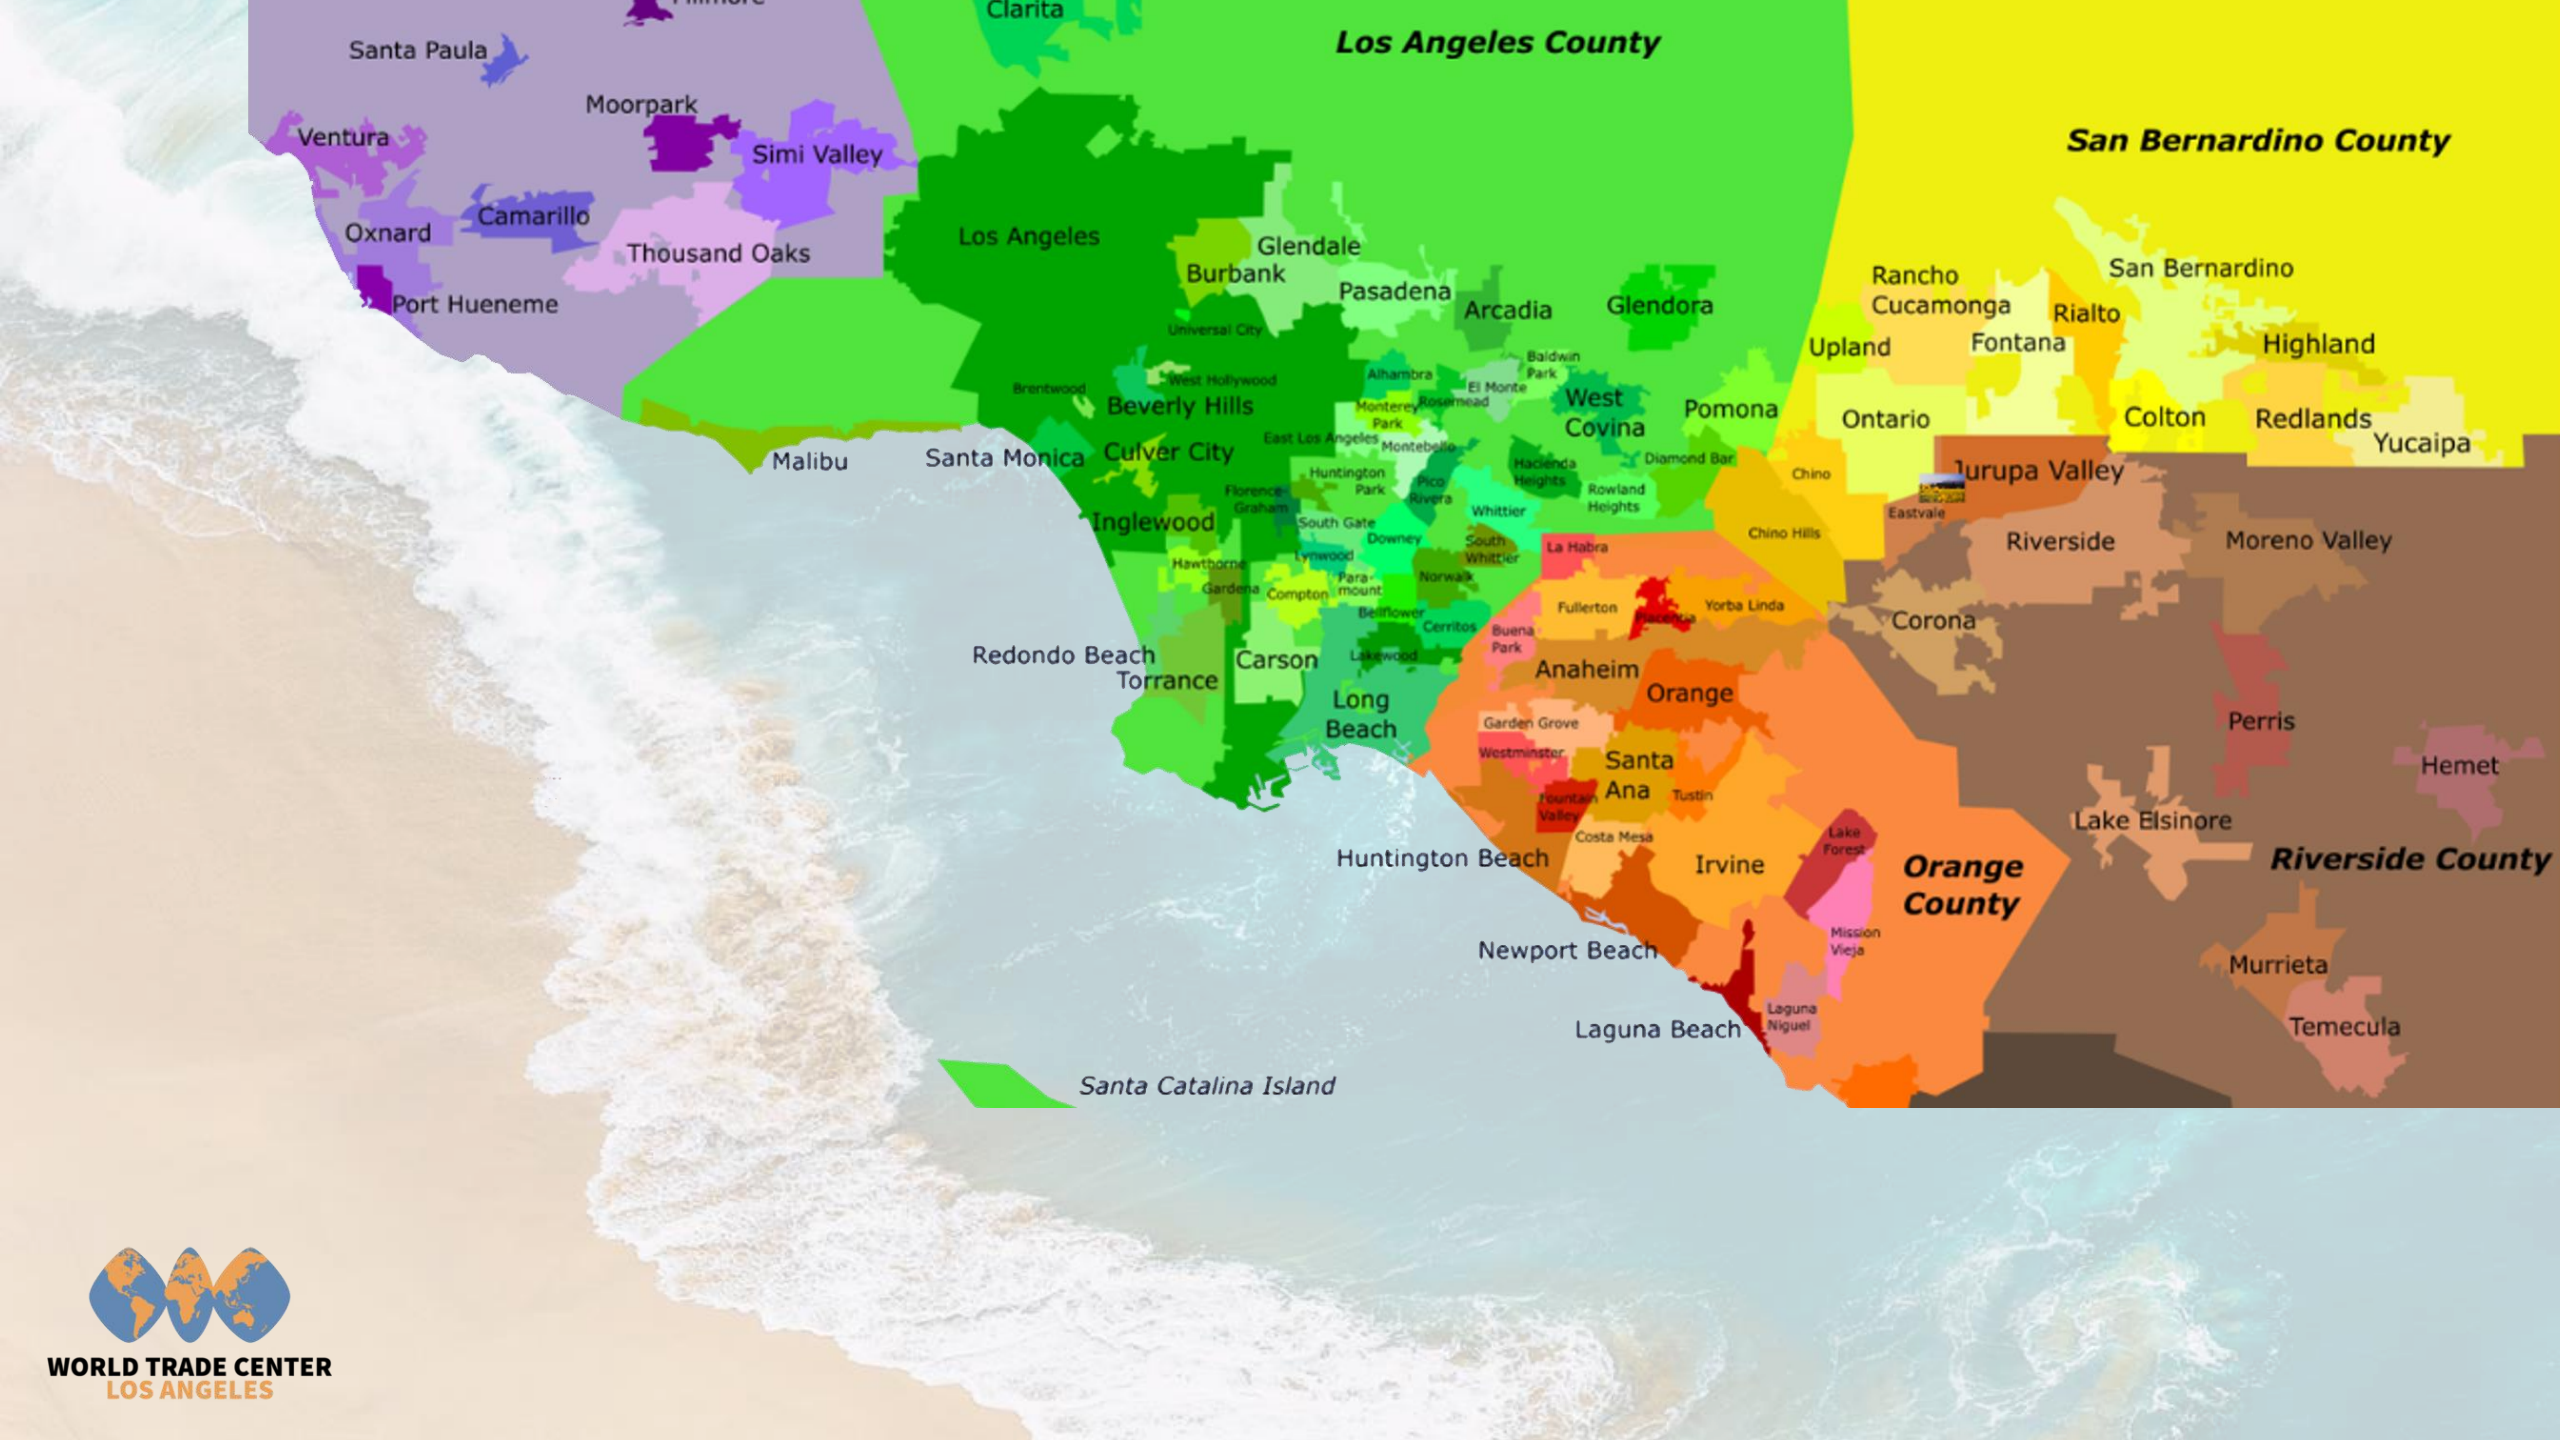 Clarita
Los Angeles County
Santa Paula
Moorpark
San Bernardino County
Ventura
Simi Valley
Camarillo
Oxnard
Los Angeles
Thousand Oaks
Glendale
Burbank
San Bernardino
Rancho
Cucamonga
Pasadena
Port Hueneme
Arcadia
Glendora
Rialto
Universal City
Upland
Fontana
Highland
Baldwin
Park
Alhambra
El Monte
West Hollywood
Brentwood
Beverly Hills
Rosemead
Monterey
Park
West
Covina
Pomona
Ontario
Colton
Redlands
Yucaipa
East Los Angeles
Montebello
Culver City
Malibu
Santa Monica
Diamond Bar
Hacienda
Heights
Chino
Jurupa Valley
Huntington
Park
Pico
Rivera
Rowland
Heights
Florence-
Graham
Eastvale
Whittier
Inglewood
South Gate
Downey
South
Whittier
Chino Hills
Riverside
Moreno Valley
La Habra
Lynwood
Hawthorne
Para-
mount
Norwalk
Gardena
Compton
Bellflower
Cerritos
Fullerton
Placentia
Yorba Linda
Corona
Buena
Park
Redondo Beach
Torrance
Carson
Lakewood
Anaheim
Orange
Long
Beach
Garden Grove
Perris
Westminster
Santa
Ana
Hemet
Fountain
Valley
Tustin
Lake Elsinore
Costa Mesa
Lake
Forest
Huntington Beach
Irvine
Orange
County
Riverside County
Mission
Vieja
Newport Beach
Murrieta
Laguna
Niguel
Laguna Beach
Temecula
Santa Catalina Island
WORLD TRADE CENTER
LOS ANGELES